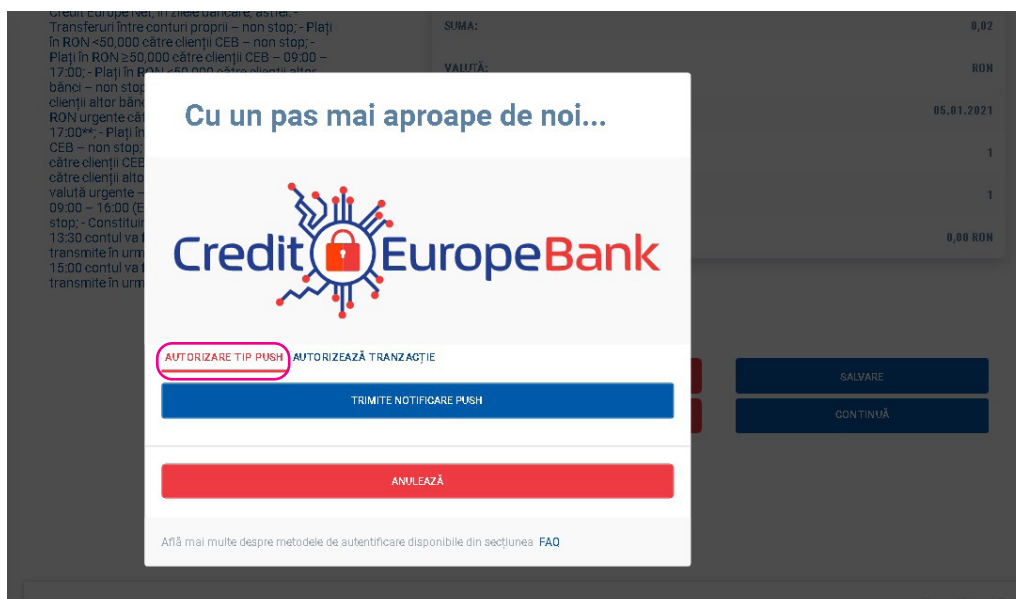 Credit Europe Net, în zilele bancare, astfel: -
Transferuri între conturi proprii – non stop; - Plați
în RON <50,000 către clienții CEB – non stop; -
Plați în RON ≥50,000 către clienții CEB – 09:00 –
17:00; - Plați în RON <50,000 către clienții altor
bănci – non stop
clienții altor bănc
RON urgente căt
17:00**; - Plați în
CEB – non stop;
către clienții CEB
către clienții alto
valută urgente –
09:00 – 16:00 (E
stop; - Constituir
13:30 contul va f
transmite în urm
15:00 contul va f
transmite în urm
SUMA: 0,02
VALUTĂ: RON
05.01.2021
1
1
0,00 RON
Cu un pas mai aproape de noi...
Credit EuropeBank
AUTORIZARE TIP PUSH AUTORIZEAZĂ TRANZACȚIE
TRIMITE NOTIFICARE PUSH
ANULEAZĂ
Află mai multe despre metodele de autentificare disponibile din secțiunea FAQ
SALVARE
CONTINUĂ